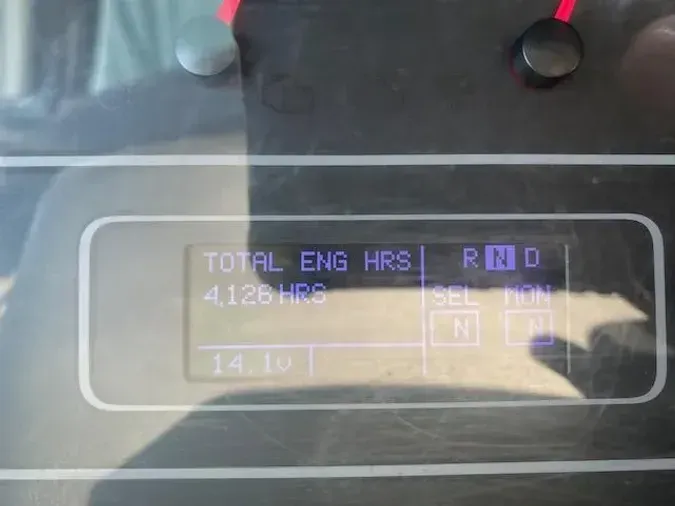 TOTAL ENG HRS
R N D
4,126 HRS
SEL MON
N N
14.1v